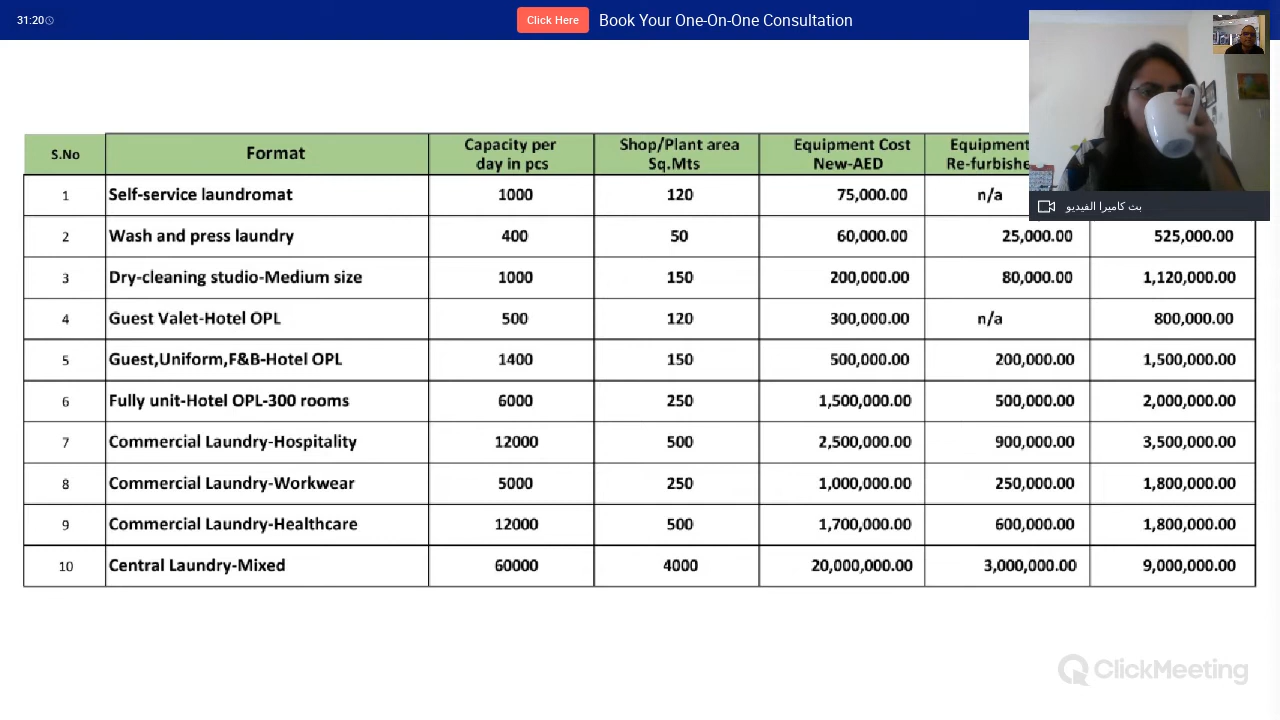 31:20
Click Here Book Your One-On-One Consultation
بث كاميرا الفيديو
S.No Format Capacity per day in pcs Shop/Plant area Sq.Mts Equipment Cost New-AED Equipment
1 Self-service laundromat 1000 120 75,000.00 n/a
2 Wash and press laundry 400 50 60,000.00 25,000.00 525,000.00
3 Dry-cleaning studio-Medium size 1000 150 200,000.00 80,000.00 1,120,000.00
4 Guest Valet-Hotel OPL 500 120 300,000.00 n/a 800,000.00
5 Guest,Uniform,F&B-Hotel OPL 1400 150 500,000.00 200,000.00 1,500,000.00
6 Fully unit-Hotel OPL-300 rooms 6000 250 1,500,000.00 500,000.00 2,000,000.00
7 Commercial Laundry-Hospitality 12000 500 2,500,000.00 900,000.00 3,500,000.00
8 Commercial Laundry-Workwear 5000 250 1,000,000.00 250,000.00 1,800,000.00
9 Commercial Laundry-Healthcare 12000 500 1,700,000.00 600,000.00 1,800,000.00
10 Central Laundry-Mixed 60000 4000 20,000,000.00 3,000,000.00 9,000,000.00
ClickMeeting